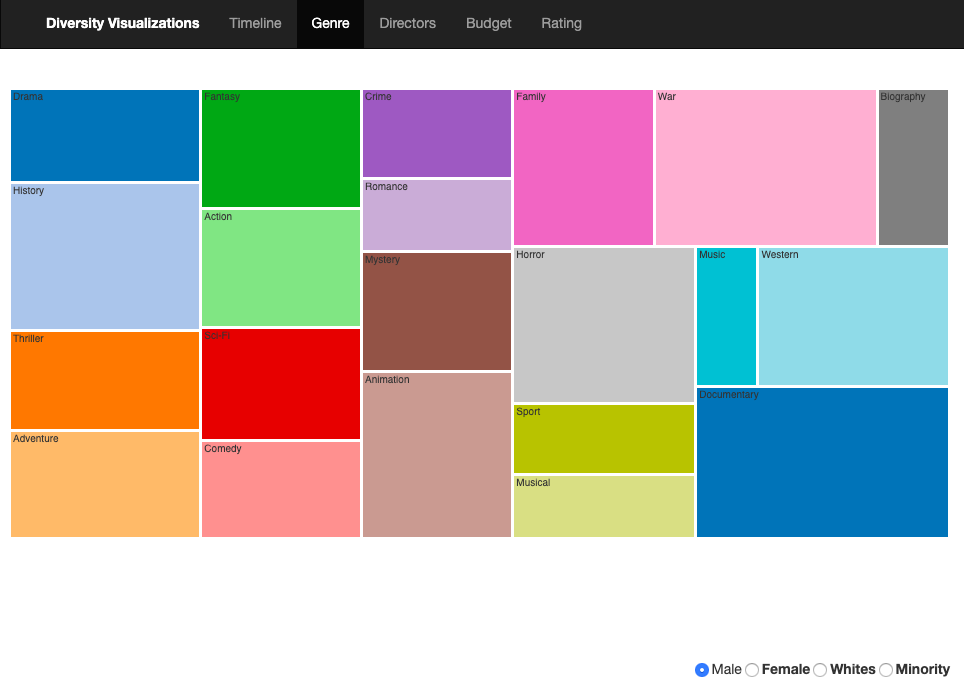 Diversity Visualizations Timeline Genre Directors Budget Rating
Drama
Fantasy
Crime
Family
War
Biography
History
Action
Romance
Mystery
Horror
Music
Western
Thriller
Sci-Fi
Animation
Documentary
Adventure
Comedy
Sport
Musical
Male Female Whites Minority